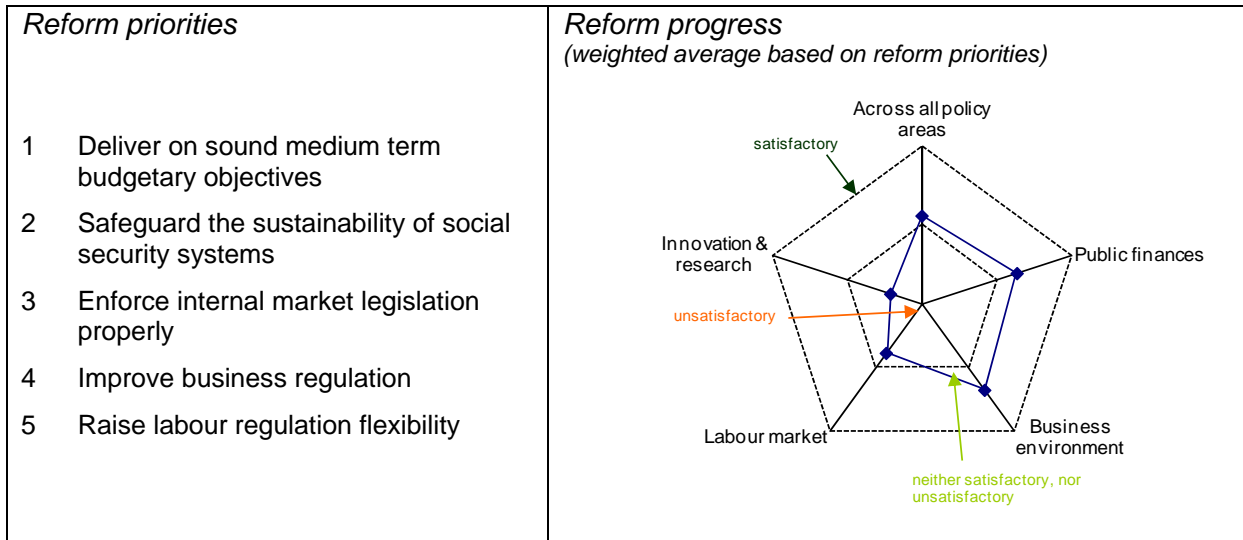 Reform priorities
1 Deliver on sound medium term
budgetary objectives
2 Safeguard the sustainability of social
security systems
3 Enforce internal market legislation
properly
4 Improve business regulation
5 Raise labour regulation flexibility
Reform progress
(weighted average based on reform priorities)
Across all policy
areas
satisfactory
Innovation &
research
Public finances
unsatisfactory
Labour market
Business
environment
neither satisfactory, nor
unsatisfactory